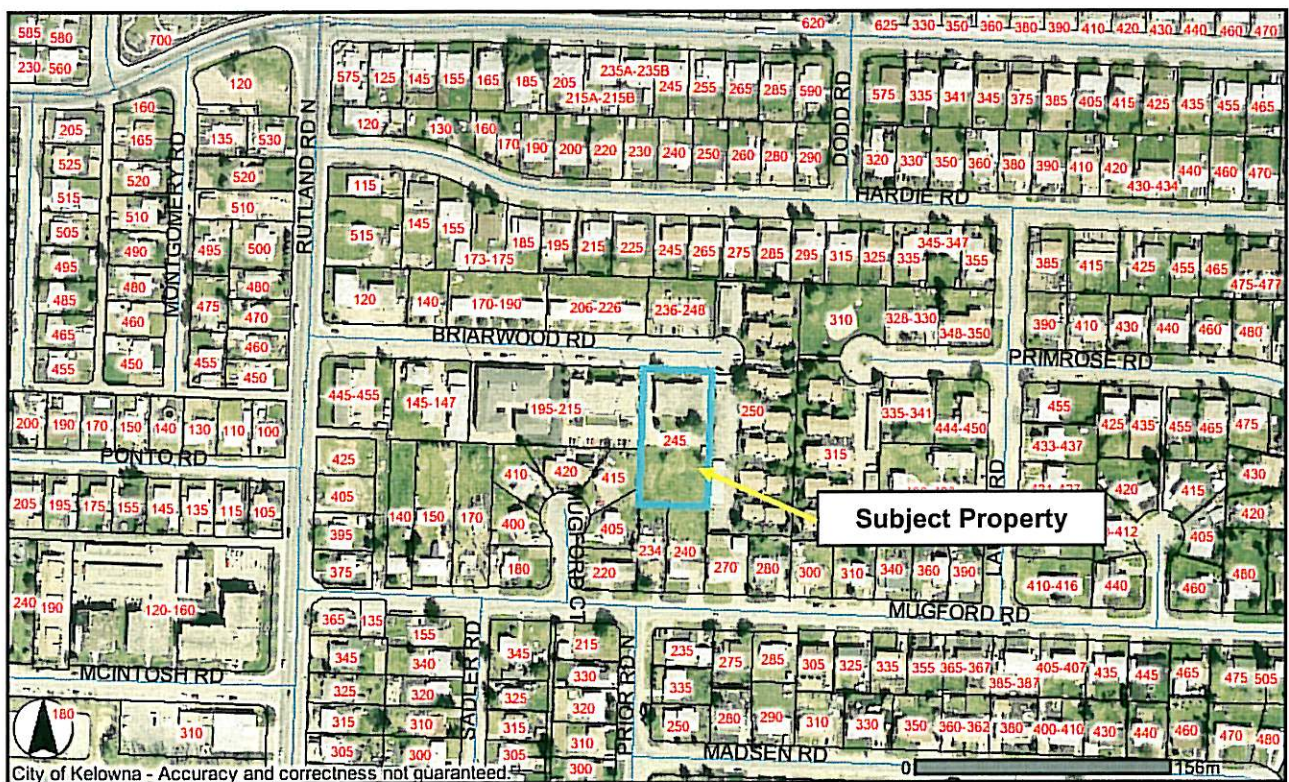 620 625 330 350 360 380 390 410 420 430 440 460 470
585 580 700
230 560
120
575 125 145 155 165 185 205 235A-235B 245 255 265 285 590
215A-215B
575 335 341 345 375 385 405 415 425 435 455 465
160
205 165 135 530
120 130 160 170 190 200 220 230 240 250 260 280 290
DODD RD
320 330 350 360 380 390 410 420 430-434 440 460 470
HARDIE RD
MONTGOMERY RD
RUTLAND RD N
525 520 520
515 510 510
505 490 495 500
495 480 475 480
485 460 470
465 450 455 460
455 450
115
515 145 155 173-175 185 195 215 225 245 265 275 285 295 315 325 335 345-347 355
385 415 425 455 465 475-477
120 140 170-190 206-226 236-248
310 328-330 348-350
390 410 430 440 460 480
BRIARWOOD RD
PRIMROSE RD
445-455 145-147 195-215 245 250
335-341 444-450
315
455 425 435 455 465 475
433-437
200 190 170 150 140 130 110 100
PONTO RD
425
405
395
375
410 420 415
400 405
140 150 170 180
MUGFORD CT
220 234 240 270 280 300 310 340 360 390
Subject Property
RD
420 415 430
420
405
410-416 440 460 480
205 195 175 155 145 135 115 105
240 190 120-160
MUGFORD RD
MCINTOSH RD
365 135 155
345 340
325 320
315 310
305 300
SADLER RD
345 215
325 330
315 320
305 310
300
PRIOR RD N
235 275 285 305 325 335 355 365-367 385-387 405-407 435 445 465 475 505
335
250 280 290 310 330 350 360-362 380 400-410 430 440 460 470 480
MADSEN RD
180
310
City of Kelowna - Accuracy and correctness not guaranteed.
0 156m